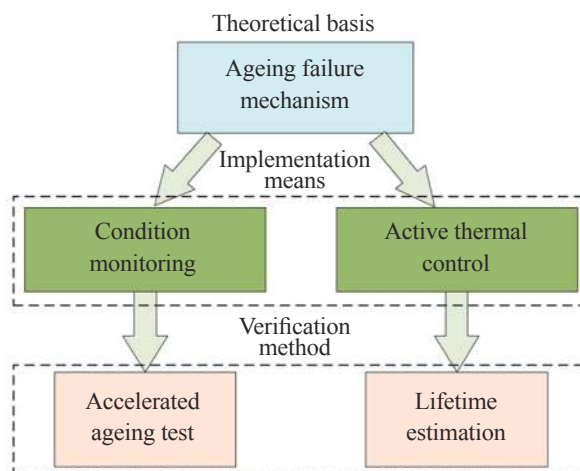 Theoretical basis
Ageing failure
mechanism
Implementation
means
Condition
monitoring
Active thermal
control
Verification
method
Accelerated
ageing test
Lifetime
estimation